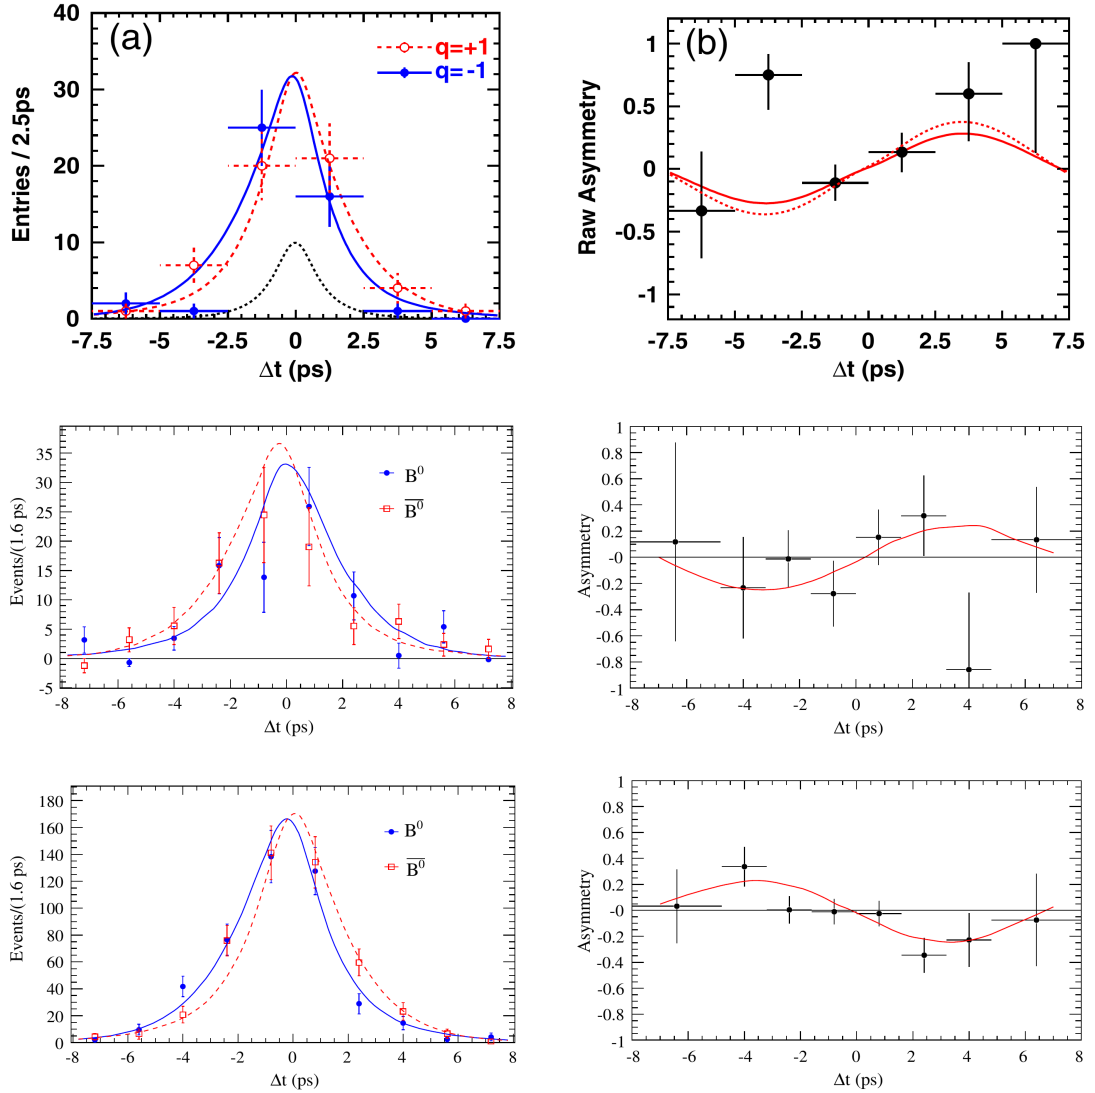 (a)
q=+1
q=-1
Entries / 2.5ps
40
30
20
10
0
-7.5 -5 -2.5 0 2.5 5 7.5
Δt (ps)
(b)
Raw Asymmetry
1
0.5
0
-0.5
-1
-7.5 -5 -2.5 0 2.5 5 7.5
Δt (ps)
B⁰
B̅⁰
Events/(1.6 ps)
35
30
25
20
15
10
5
0
-5
-8 -6 -4 -2 0 2 4 6 8
Δt (ps)
Asymmetry
1
0.8
0.6
0.4
0.2
-0
-0.2
-0.4
-0.6
-0.8
-1
-8 -6 -4 -2 0 2 4 6 8
Δt (ps)
B⁰
B̅⁰
Events/(1.6 ps)
180
160
140
120
100
80
60
40
20
0
-8 -6 -4 -2 0 2 4 6 8
Δt (ps)
Asymmetry
1
0.8
0.6
0.4
0.2
-0
-0.2
-0.4
-0.6
-0.8
-1
-8 -6 -4 -2 0 2 4 6 8
Δt (ps)